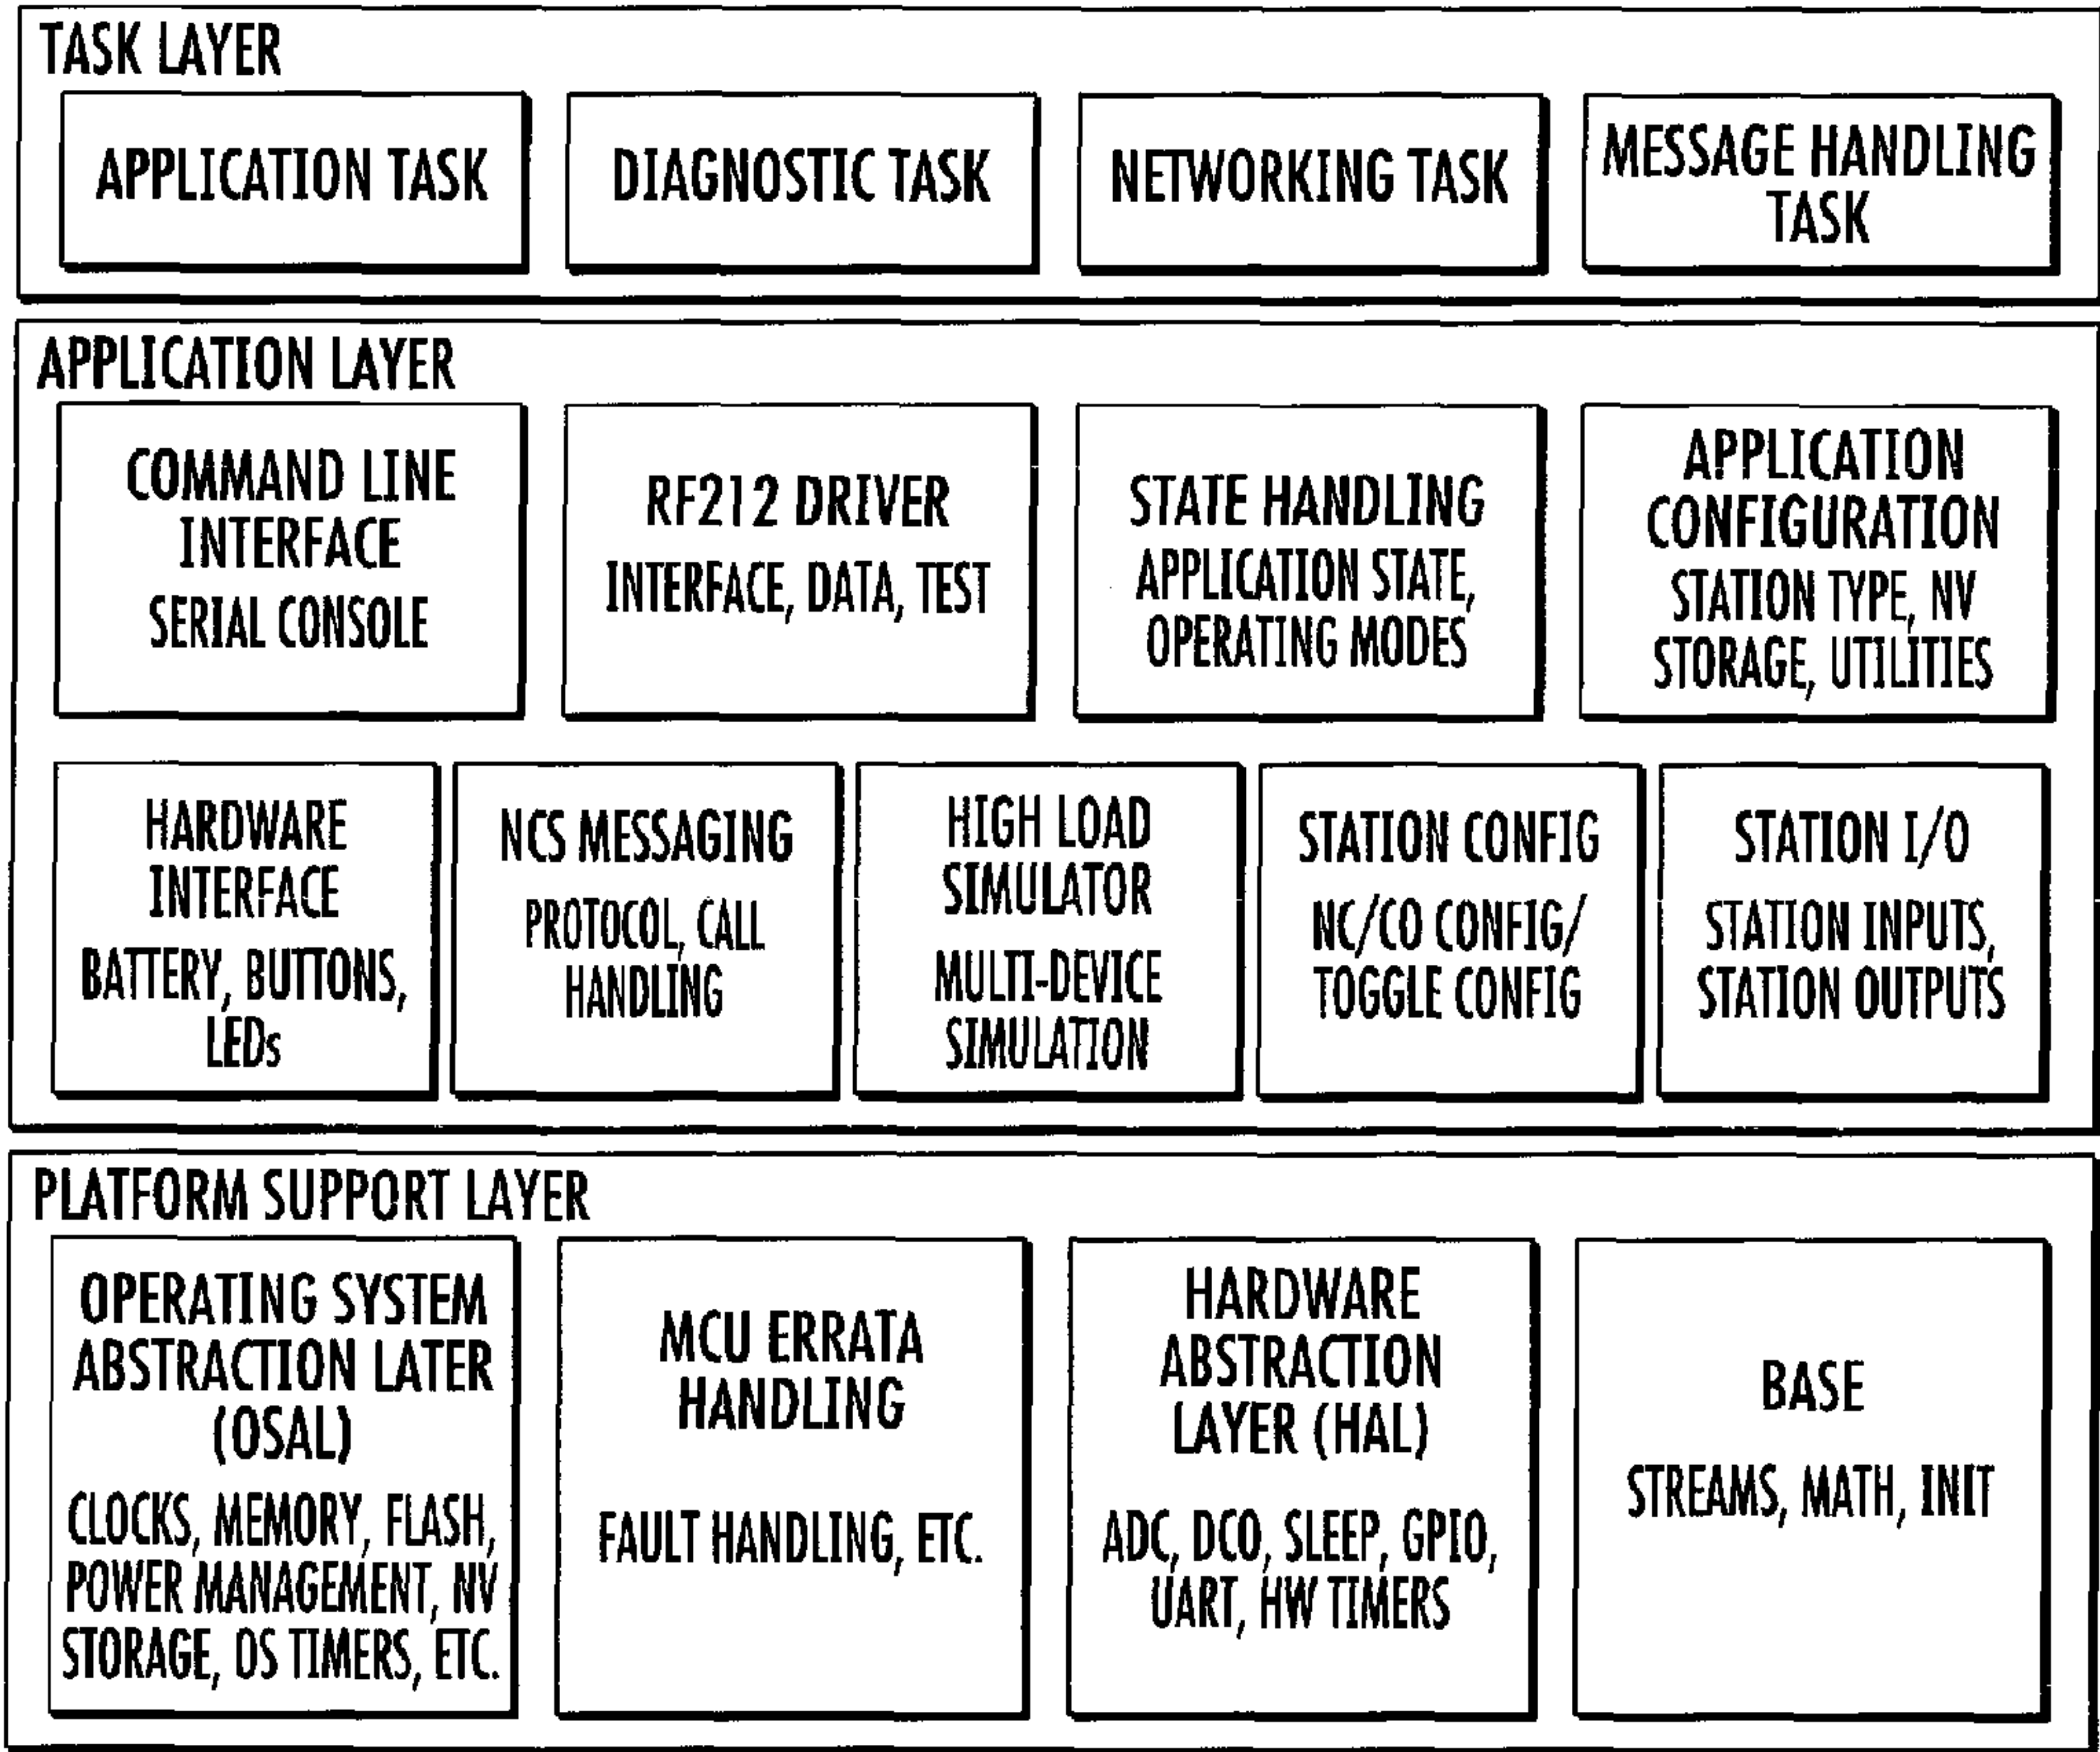 TASK LAYER
APPLICATION TASK
DIAGNOSTIC TASK
NETWORKING TASK
MESSAGE HANDLING
TASK
APPLICATION LAYER
COMMAND LINE
INTERFACE
SERIAL CONSOLE
RF212 DRIVER
INTERFACE, DATA, TEST
STATE HANDLING
APPLICATION STATE,
OPERATING MODES
APPLICATION
CONFIGURATION
STATION TYPE, NV
STORAGE, UTILITIES
HARDWARE
INTERFACE
BATTERY, BUTTONS,
LEDs
NCS MESSAGING
PROTOCOL, CALL
HANDLING
HIGH LOAD
SIMULATOR
MULTI-DEVICE
SIMULATION
STATION CONFIG
NC/CO CONFIG/
TOGGLE CONFIG
STATION I/O
STATION INPUTS,
STATION OUTPUTS
PLATFORM SUPPORT LAYER
OPERATING SYSTEM
ABSTRACTION LATER
(OSAL)
CLOCKS, MEMORY, FLASH,
POWER MANAGEMENT, NV
STORAGE, OS TIMERS, ETC.
MCU ERRATA
HANDLING
FAULT HANDLING, ETC.
HARDWARE
ABSTRACTION
LAYER (HAL)
ADC, DCO, SLEEP, GPIO,
UART, HW TIMERS
BASE
STREAMS, MATH, INIT